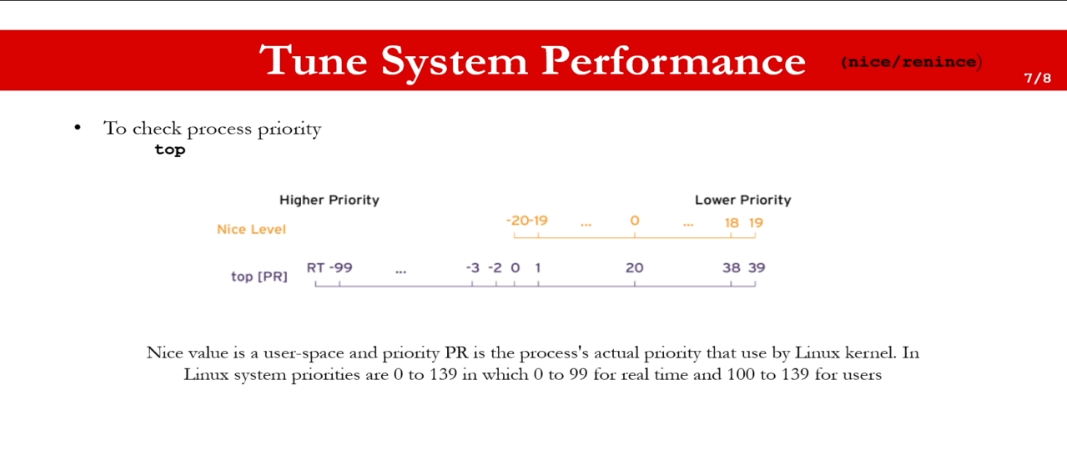 Tune System Performance (nice/renince)
7/8
• To check process priority
top
Higher Priority Lower Priority
Nice Level -20-19 ... 0 ... 18 19
top [PR] RT -99 ... -3 -2 0 1 20 38 39
Nice value is a user-space and priority PR is the process's actual priority that use by Linux kernel. In
Linux system priorities are 0 to 139 in which 0 to 99 for real time and 100 to 139 for users